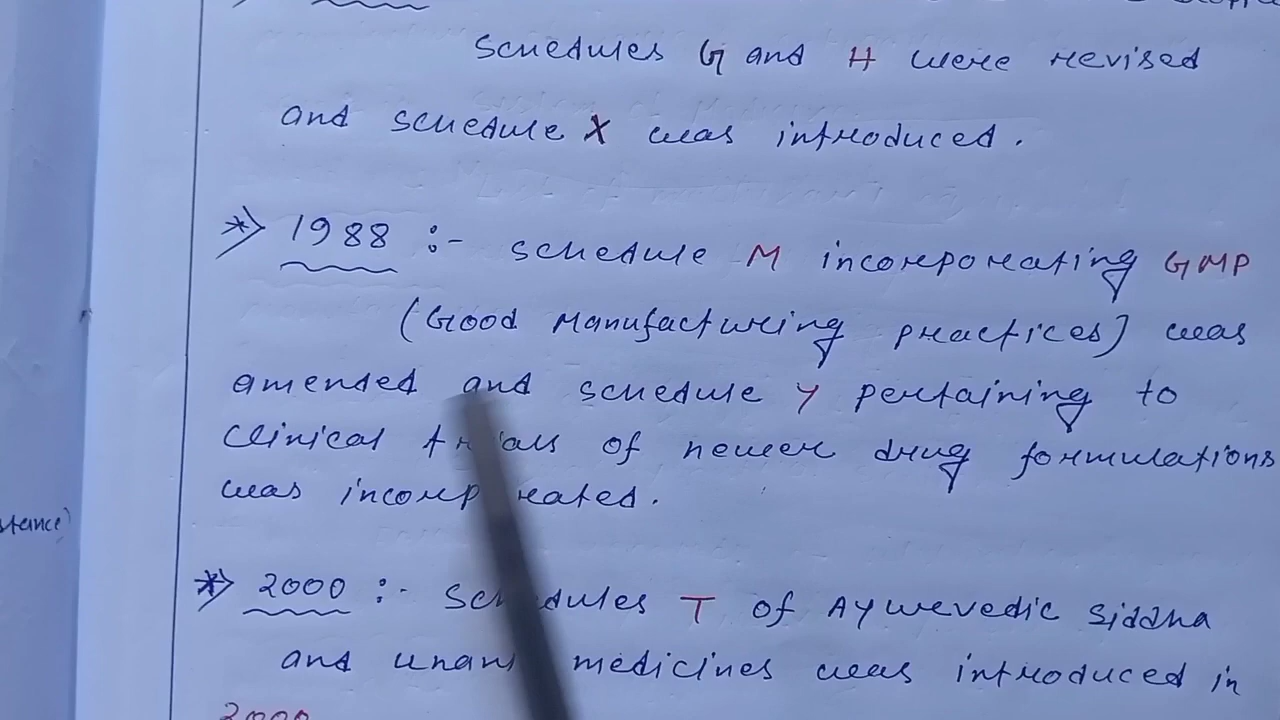 schedules G and H were revised
and schedule X was introduced.
*> 1988 :- schedule M incorporating GMP
(Good Manufacturing practices) was
amended and schedule Y pertaining to
clinical trials of newer drug formulations
was incorporated.
*> 2000 :- Schedules T of Ayurvedic Siddha
and unani medicines was introduced in
2000
stance)